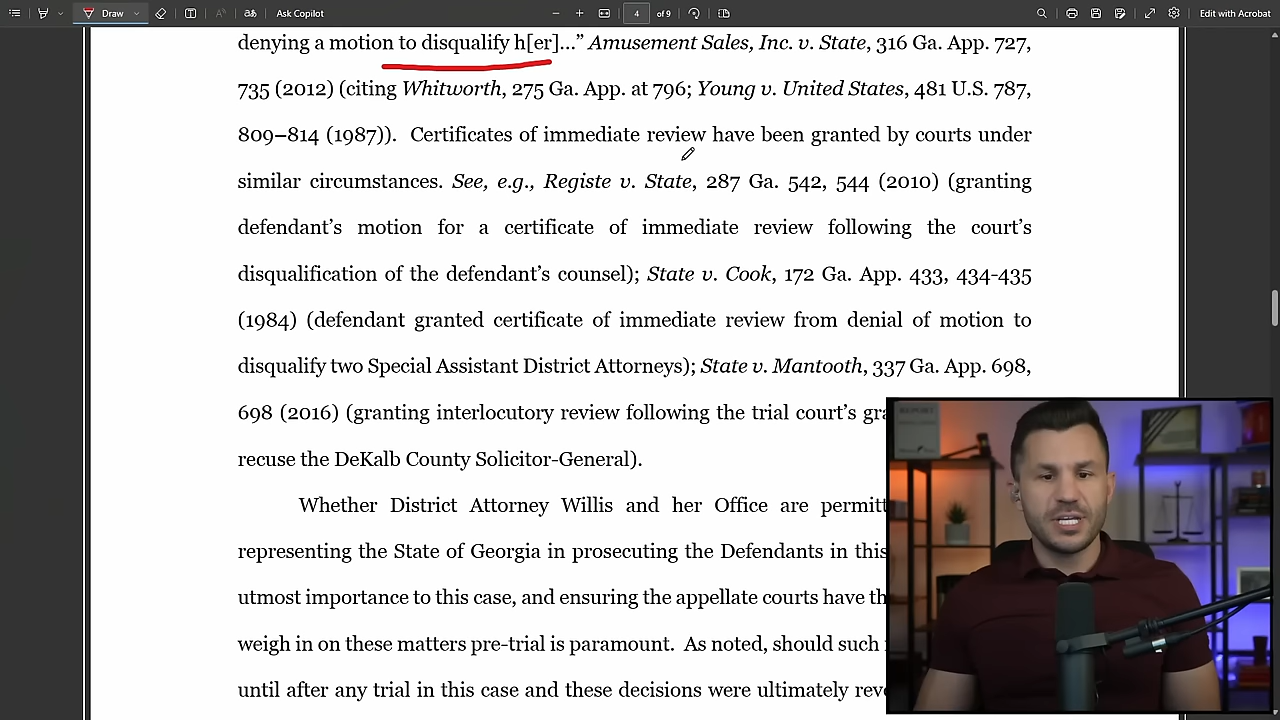 Draw
Ask Copilot
4 of 9
Edit with Acrobat
denying a motion to disqualify h[er]…” Amusement Sales, Inc. v. State, 316 Ga. App. 727,
735 (2012) (citing Whitworth, 275 Ga. App. at 796; Young v. United States, 481 U.S. 787,
809–814 (1987)).  Certificates of immediate review have been granted by courts under
similar circumstances. See, e.g., Registe v. State, 287 Ga. 542, 544 (2010) (granting
defendant’s motion for a certificate of immediate review following the court’s
disqualification of the defendant’s counsel); State v. Cook, 172 Ga. App. 433, 434-435
(1984) (defendant granted certificate of immediate review from denial of motion to
disqualify two Special Assistant District Attorneys); State v. Mantooth, 337 Ga. App. 698,
698 (2016) (granting interlocutory review following the trial court’s
recuse the DeKalb County Solicitor-General).
Whether District Attorney Willis and her Office are
representing the State of Georgia in prosecuting the Defendants in this
utmost importance to this case, and ensuring the appellate courts have
weigh in on these matters pre-trial is paramount.  As noted, should such
until after any trial in this case and these decisions were ultimately
REPORT